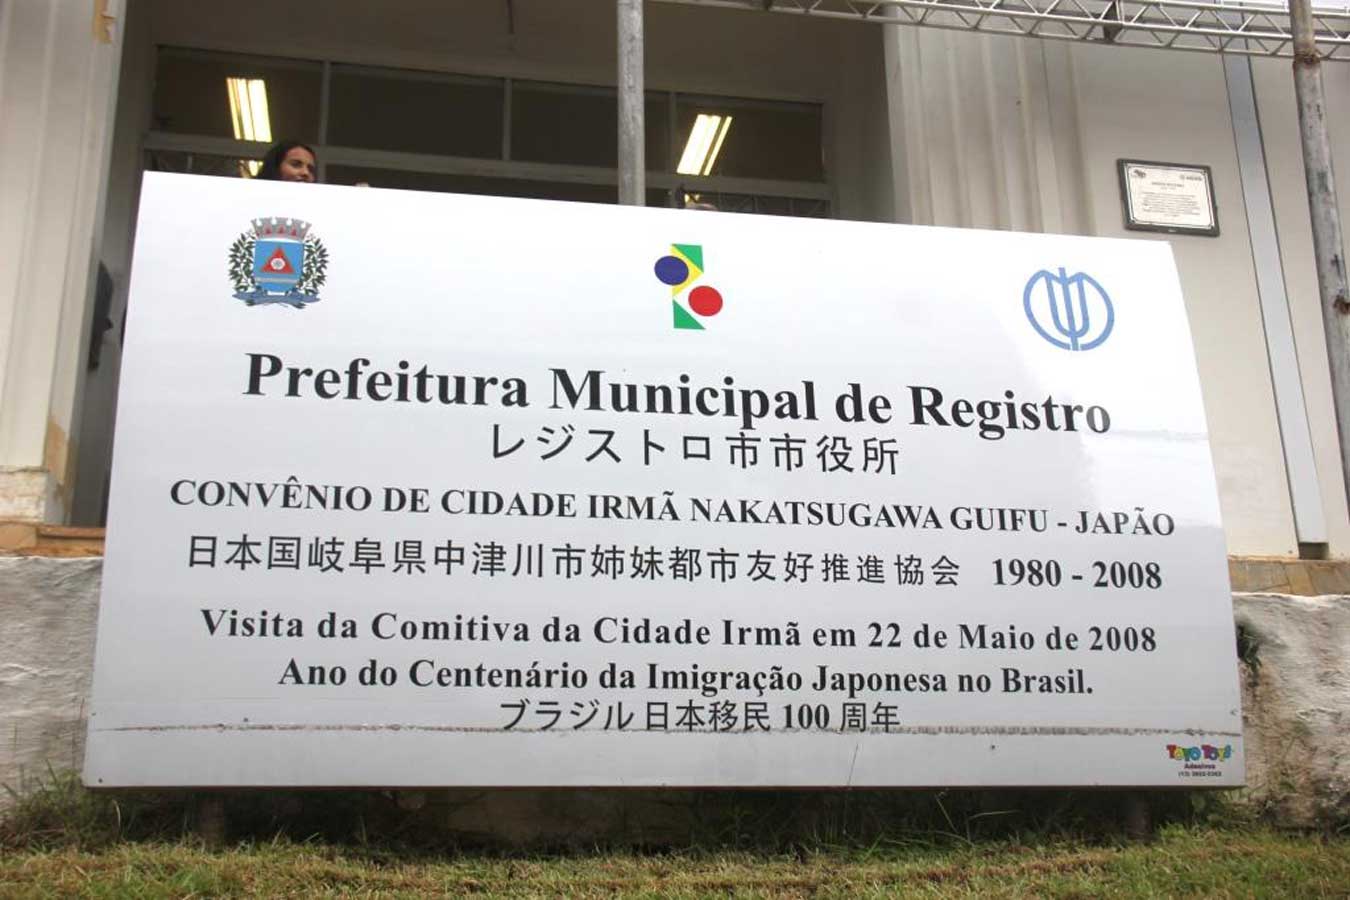 Prefeitura Municipal de Registro
レジストロ市市役所
CONVÊNIO DE CIDADE IRMÃ NAKATSUGAWA GUIFU - JAPÃO
日本国岐阜県中津川市姉妹都市友好推進協会 1980 - 2008
Visita da Comitiva da Cidade Irmã em 22 de Maio de 2008
Ano do Centenário da Imigração Japonesa no Brasil.
ブラジル日本移民 100 周年
Adesivos